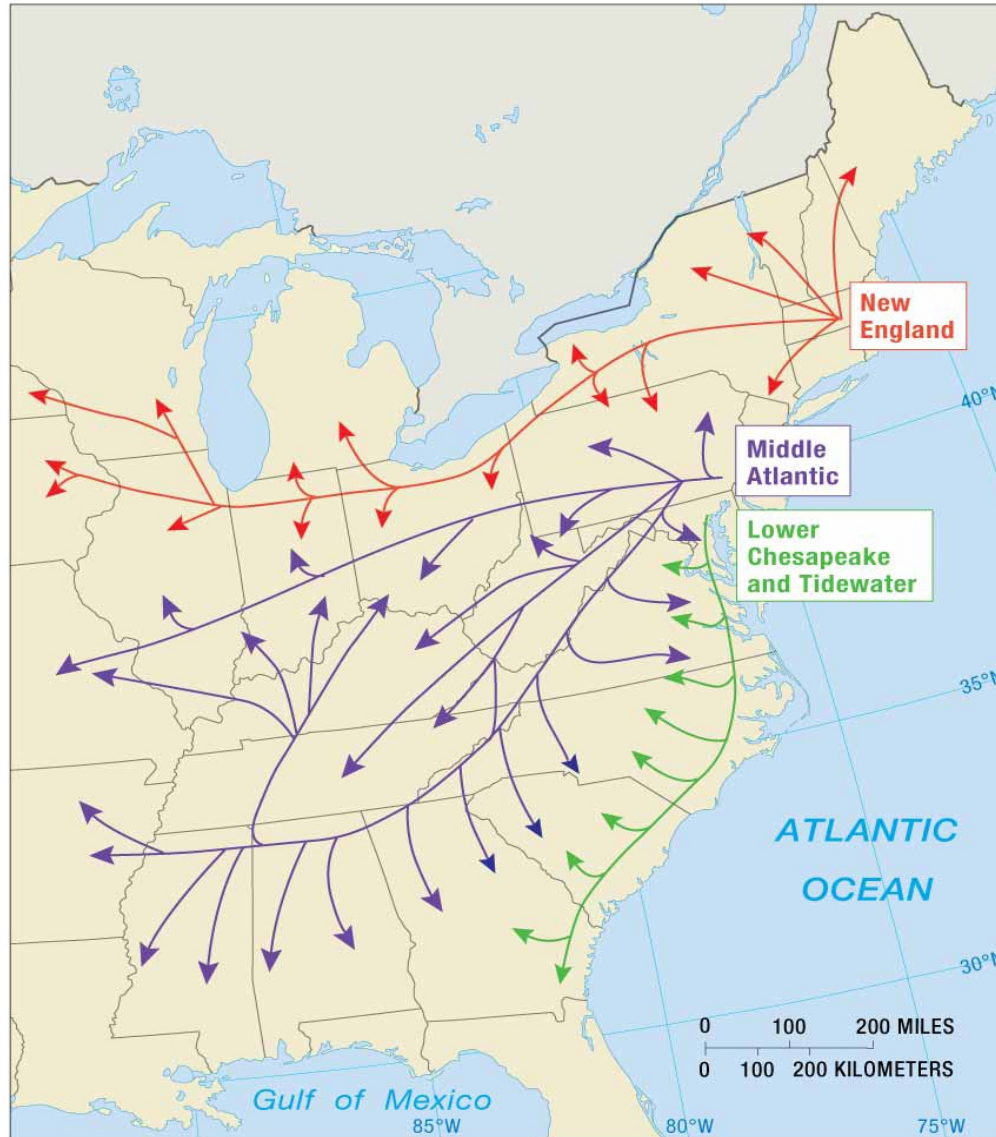 New
England
40°N
Middle
Atlantic
Lower
Chesapeake
and Tidewater
35°N
ATLANTIC
OCEAN
30°N
0 100 200 MILES
0 100 200 KILOMETERS
Gulf of Mexico
85°W
80°W
75°W